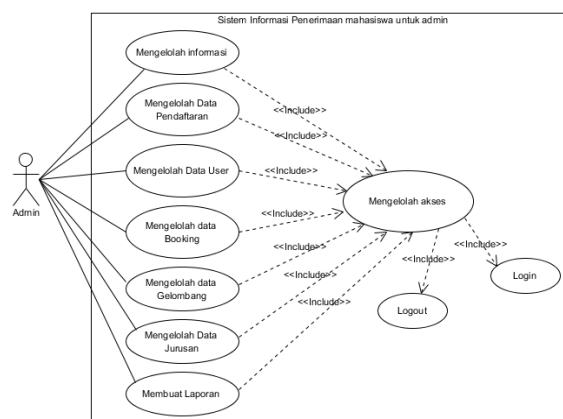 Sistem Informasi Penerimaan mahasiswa untuk admin
Mengelolah informasi
<<Include>>
Mengelolah Data
Pendaftaran
<<Include>>
Mengelolah Data User
<<Include>>
Admin
Mengelolah akses
Mengelolah data
Booking
<<Include>>
<<Include>>
<<Include>>
<<Include>>
Mengelolah data
Gelombang
<<Include>>
Login
<<Include>>
Logout
Mengelolah Data
Jurusan
Membuat Laporan